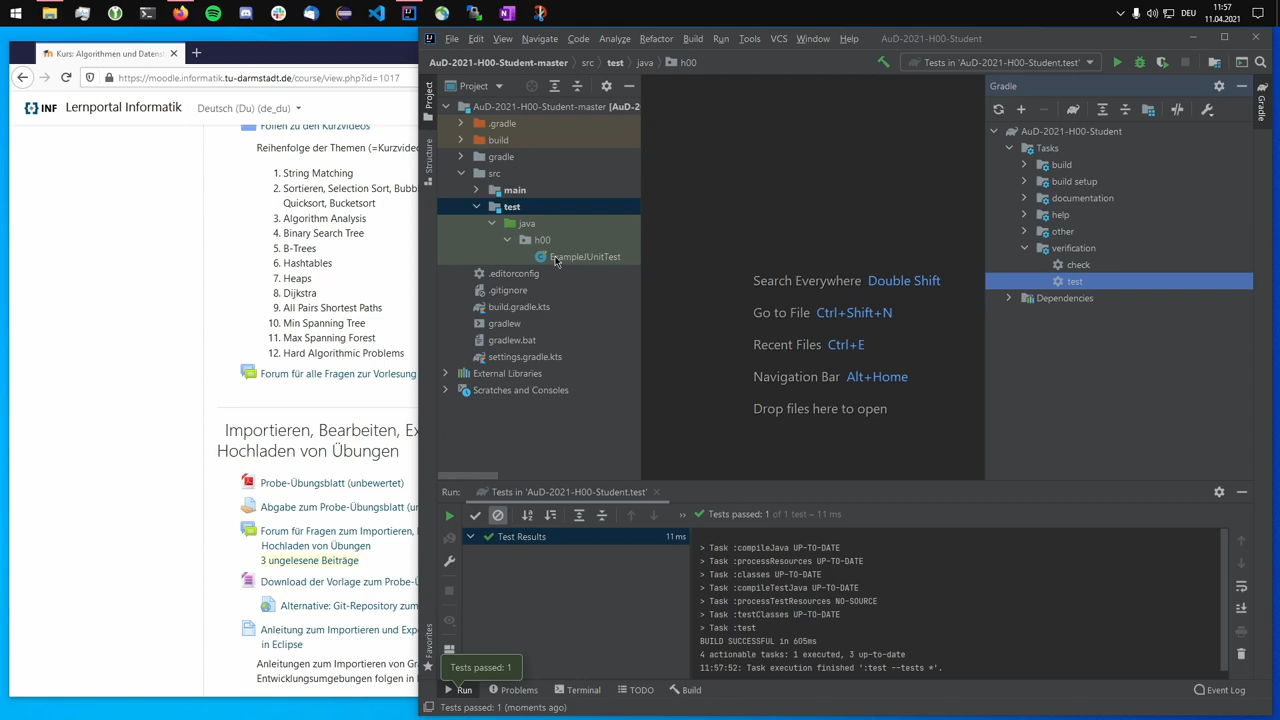 DEU
11:57
11.04.2021
Kurs: Algorithmen und Datens
https://moodle.informatik.tu-darmstadt.de/course/view.php?id=1017
INF Lernportal Informatik
Deutsch (Du) (de_du)
Folien zu den Kurzvideos
Reihenfolge der Themen (=Kurzvide
1. String Matching
2. Sortieren, Selection Sort, Bubb
Quicksort, Bucketsort
3. Algorithm Analysis
4. Binary Search Tree
5. B-Trees
6. Hashtables
7. Heaps
8. Dijkstra
9. All Pairs Shortest Paths
10. Min Spanning Tree
11. Max Spanning Forest
12. Hard Algorithmic Problems
Forum für alle Fragen zur Vorlesung
Importieren, Bearbeiten, Ex
Hochladen von Übungen
Probe-Übungsblatt (unbewertet)
Abgabe zum Probe-Übungsblatt (ur
Forum für Fragen zum Importieren,
Hochladen von Übungen
3 ungelesene Beiträge
Download der Vorlage zum Probe-Ü
Alternative: Git-Repository zum
Anleitung zum Importieren und Expo
in Eclipse
Anleitungen zum Importieren von Gra
Entwicklungsumgebungen folgen in
File Edit View Navigate Code Analyze Refactor Build Run Tools VCS Window Help
AuD-2021-H00-Student
AuD-2021-H00-Student-master
src
test
java
h00
Tests in 'AuD-2021-H00-Student.test'
Project
Project
Structure
Favorites
AuD-2021-H00-Student-master [AuD-2
.gradle
build
gradle
src
main
test
java
h00
ExampleJUnitTest
.editorconfig
.gitignore
build.gradle.kts
gradlew
gradlew.bat
settings.gradle.kts
External Libraries
Scratches and Consoles
Search Everywhere Double Shift
Go to File Ctrl+Shift+N
Recent Files Ctrl+E
Navigation Bar Alt+Home
Drop files here to open
Gradle
Gradle
AuD-2021-H00-Student
Tasks
build
build setup
documentation
help
other
verification
check
test
Dependencies
Run:
Tests in 'AuD-2021-H00-Student.test'
Tests passed: 1 of 1 test – 11 ms
Test Results 11 ms
> Task :compileJava UP-TO-DATE
> Task :processResources UP-TO-DATE
> Task :classes UP-TO-DATE
> Task :compileTestJava UP-TO-DATE
> Task :processTestResources NO-SOURCE
> Task :testClasses UP-TO-DATE
> Task :test
BUILD SUCCESSFUL in 605ms
4 actionable tasks: 1 executed, 3 up-to-date
11:57:52: Task execution finished ':test --tests *'.
Tests passed: 1
Run
Problems
Terminal
TODO
Build
Event Log
Tests passed: 1 (moments ago)